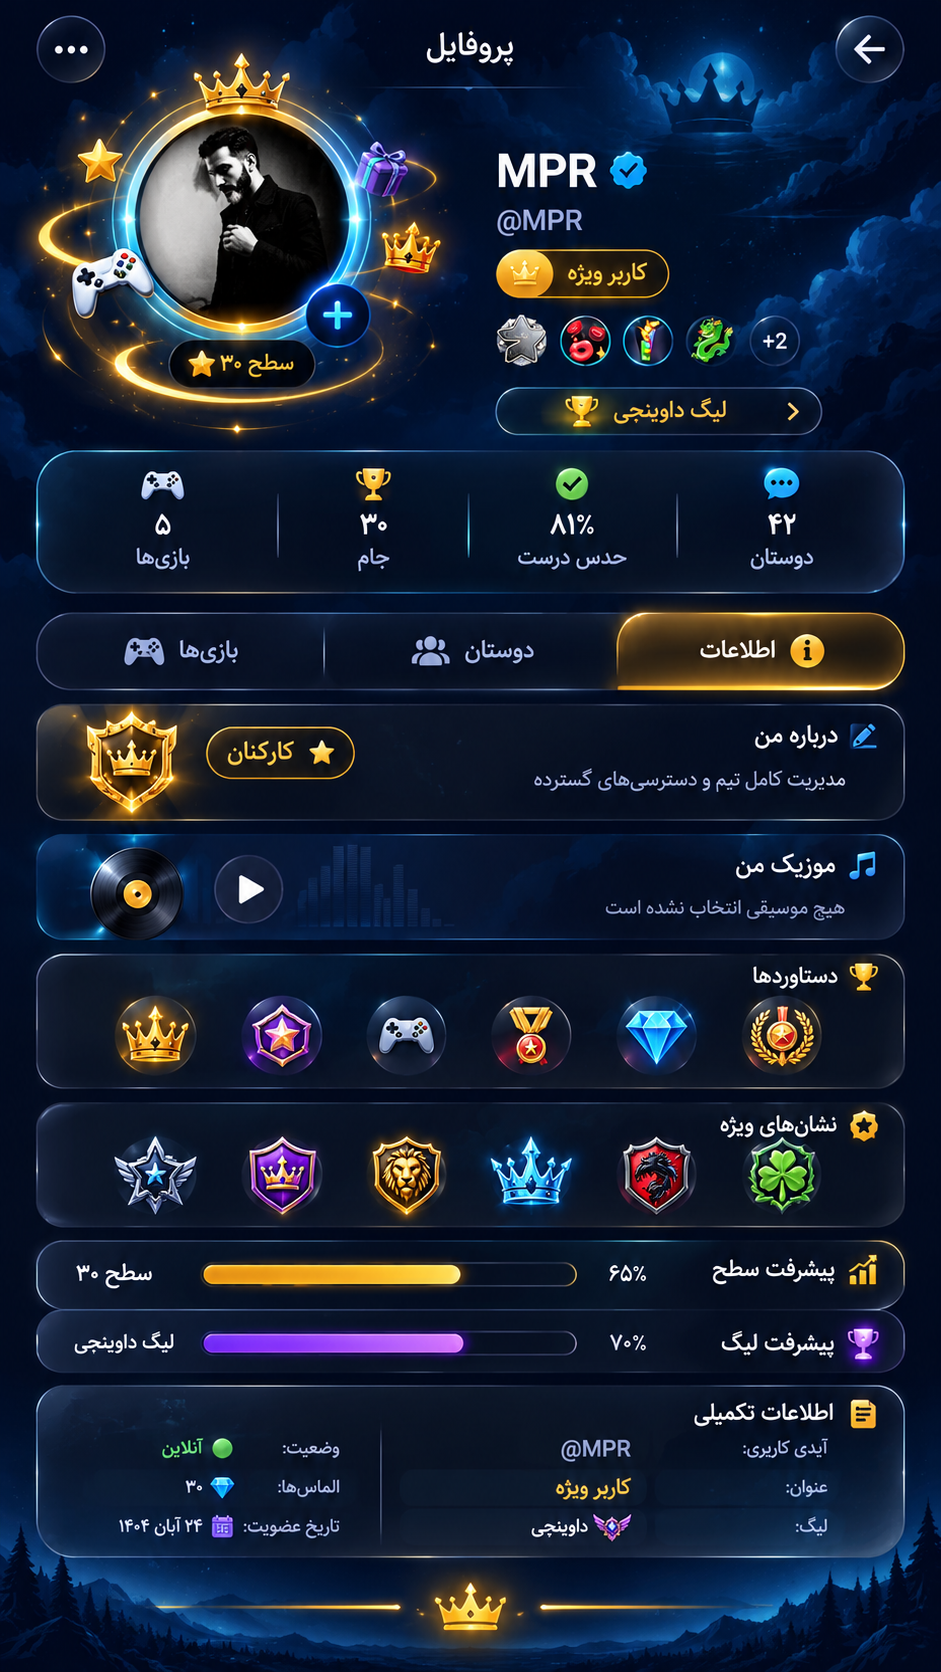 پروفایل
MPR
@MPR
کاربر ویژه
+2
لیگ داوینچی
سطح ۳۰
۴۲
دوستان
۸۱%
حدس درست
۳۰
جام
۵
بازی‌ها
اطلاعات
دوستان
بازی‌ها
درباره من
مدیریت کامل تیم و دسترسی‌های گسترده
کارکنان
موزیک من
هیچ موسیقی انتخاب نشده است
دستاوردها
نشان‌های ویژه
پیشرفت سطح ۶۵% سطح ۳۰
پیشرفت لیگ ۷۰% لیگ داوینچی
اطلاعات تکمیلی
آیدی کاربری: @MPR
عنوان: کاربر ویژه
لیگ: داوینچی
وضعیت: آنلاین
الماس‌ها: ۳۰
تاریخ عضویت: ۲۴ آبان ۱۴۰۴